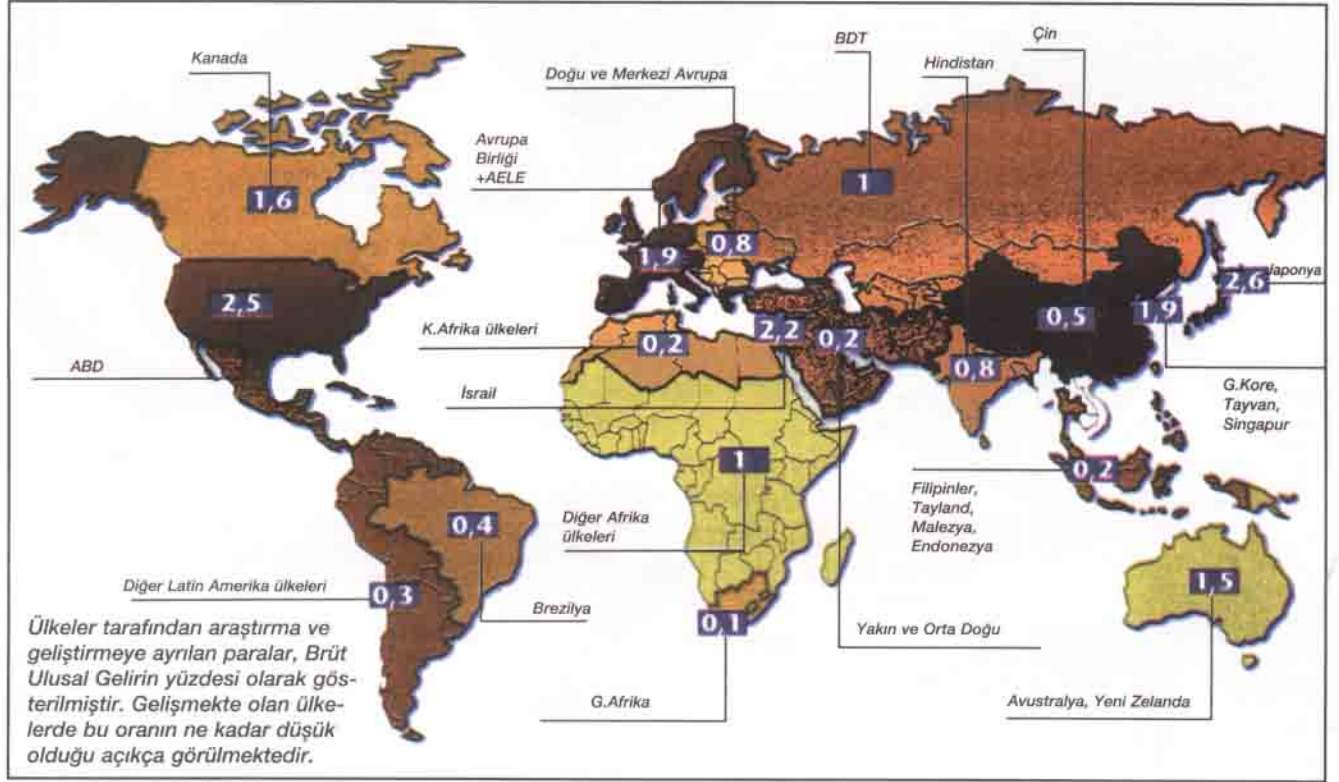 Kanada
Doğu ve Merkezi Avrupa
BDT
Çin
Hindistan
Avrupa
Birliği
+AELE
1,6
1
0,8
1,9
2,5
2,6
Japonya
K.Afrika ülkeleri
0,2
2,2
0,2
0,5
1,9
0,8
ABD
İsrail
G.Kore,
Tayvan,
Singapur
1
0,2
Filipinler,
Tayland,
Malezya,
Endonezya
0,4
Diğer Afrika
ülkeleri
Diğer Latin Amerika ülkeleri
0,3
Brezilya
0,1
Yakın ve Orta Doğu
1,5
G.Afrika
Avustralya, Yeni Zelanda
Ülkeler tarafından araştırma ve
geliştirmeye ayrılan paralar, Brüt
Ulusal Gelirin yüzdesi olarak gös-
terilmiştir. Gelişmekte olan ülke-
lerde bu oranın ne kadar düşük
olduğu açıkça görülmektedir.